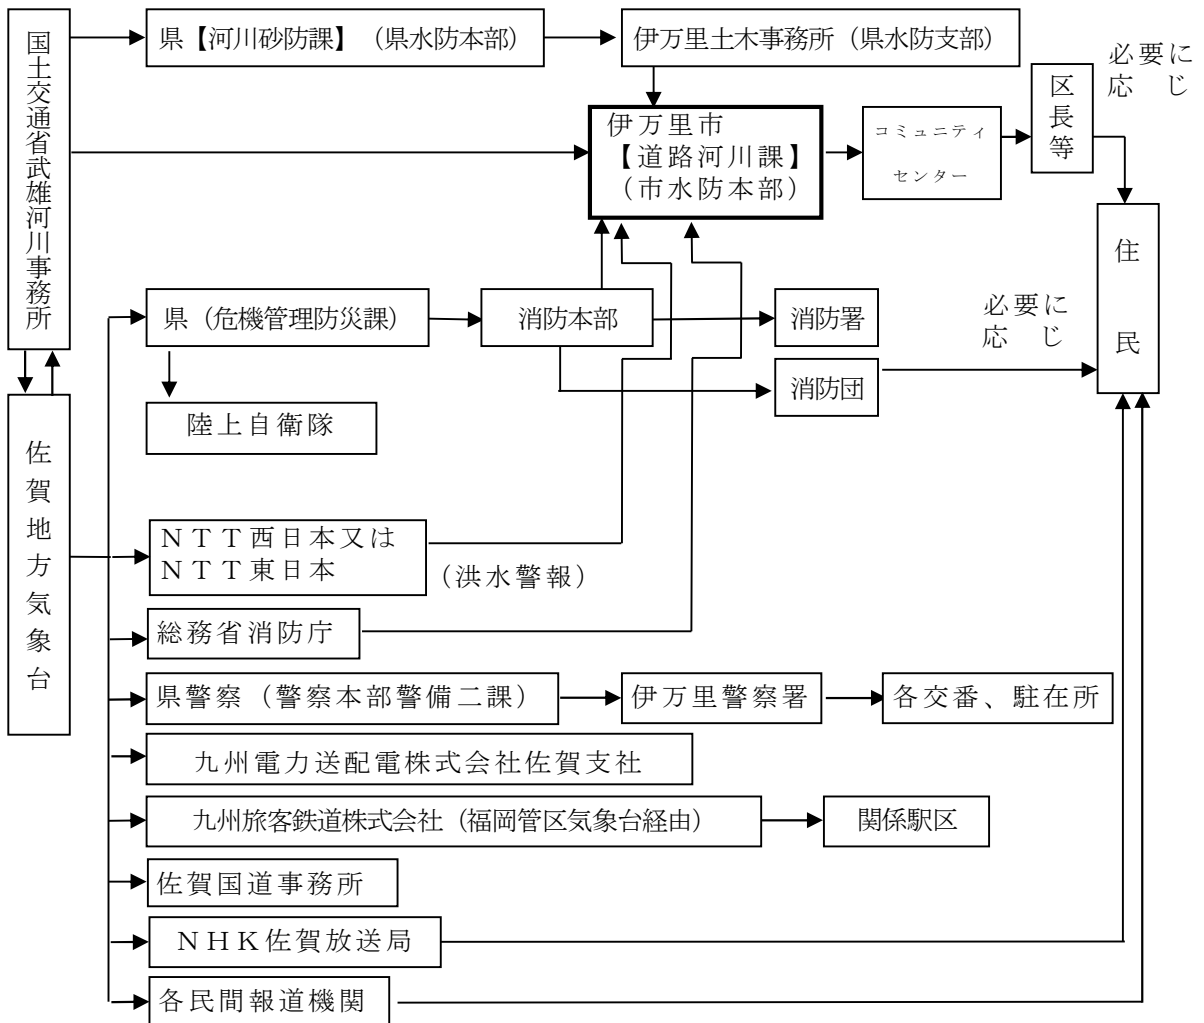 国土交通省武雄河川事務所
県【河川砂防課】（県水防本部）
伊万里土木事務所（県水防支部）
必要に
応　じ
区長等
伊万里市
【道路河川課】
（市水防本部）
コミュニティ
センター
住民
県（危機管理防災課）
消防本部
消防署
必要に
応　じ
消防団
陸上自衛隊
佐賀地方気象台
ＮＴＴ西日本又は
ＮＴＴ東日本
（洪水警報）
総務省消防庁
県警察（警察本部警備二課）
伊万里警察署
各交番、駐在所
九州電力送配電株式会社佐賀支社
九州旅客鉄道株式会社（福岡管区気象台経由）
関係駅区
佐賀国道事務所
ＮＨＫ佐賀放送局
各民間報道機関